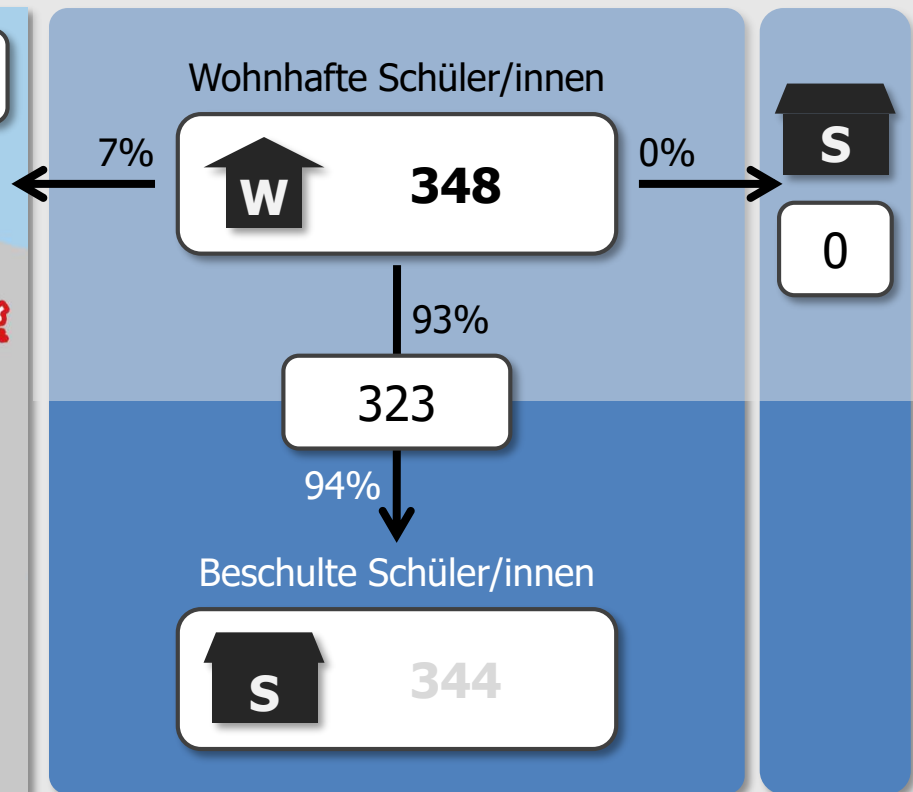 Wohnhafte Schüler/innen
7%
W
348
0%
S
0
93%
323
94%
Beschulte Schüler/innen
S
344